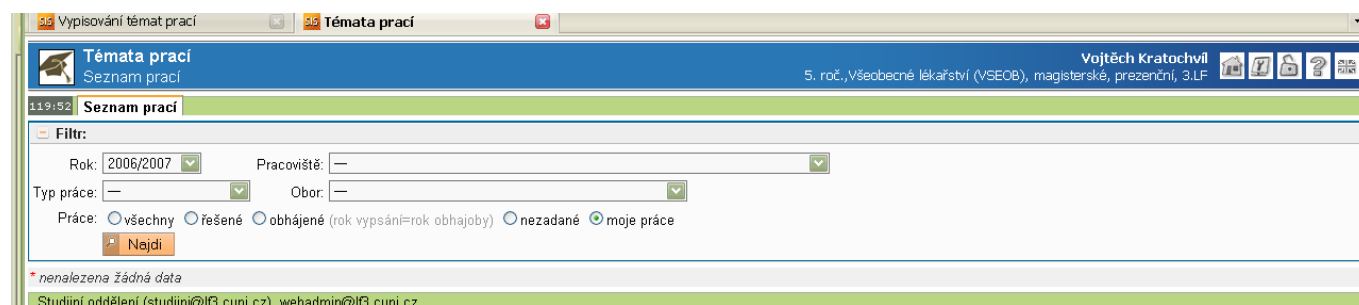 SIS Vypisování témat prací SIS Témata prací
Témata prací Vojtěch Kratochvíl
Seznam prací 5. roč.,Všeobecné lékařství (VSEOB), magisterské, prezenční, 3.LF
119:52 Seznam prací
Filtr:
Rok: 2006/2007 Pracoviště: —
Typ práce: — Obor: —
Práce: všechny řešené obhájené (rok vypsání=rok obhajoby) nezadané moje práce
Najdi
* nenalezena žádná data
Studijní oddělení (studijni@lf3.cuni.cz), webadmin@lf3.cuni.cz